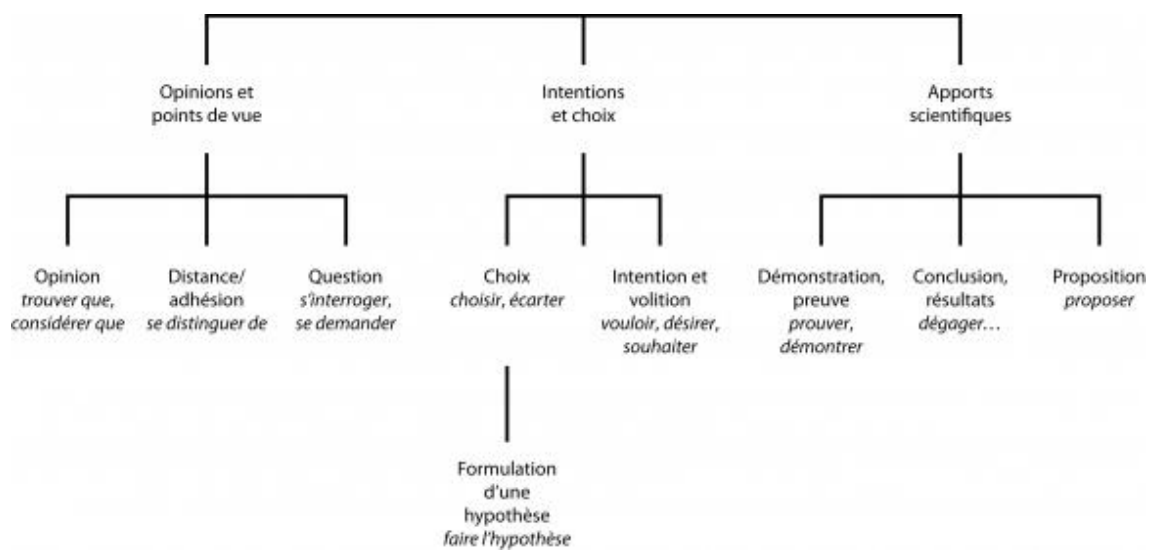 Opinions et
points de vue
Intentions
et choix
Apports
scientifiques
Opinion
trouver que,
considérer que
Distance/
adhésion
se distinguer de
Question
s'interroger,
se demander
Choix
choisir, écarter
Intention et
volition
vouloir, désirer,
souhaiter
Démonstration,
preuve
prouver,
démontrer
Conclusion,
résultats
dégager…
Proposition
proposer
Formulation
d'une
hypothèse
faire l'hypothèse